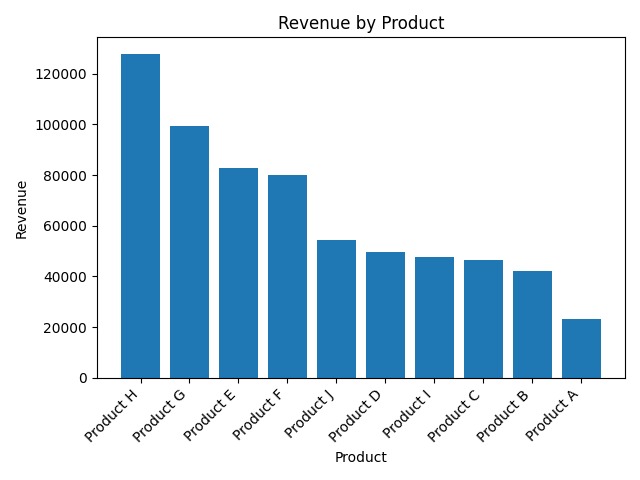 Revenue by Product
Revenue
120000
100000
80000
60000
40000
20000
0
Product H
Product G
Product E
Product F
Product J
Product D
Product I
Product C
Product B
Product A
Product